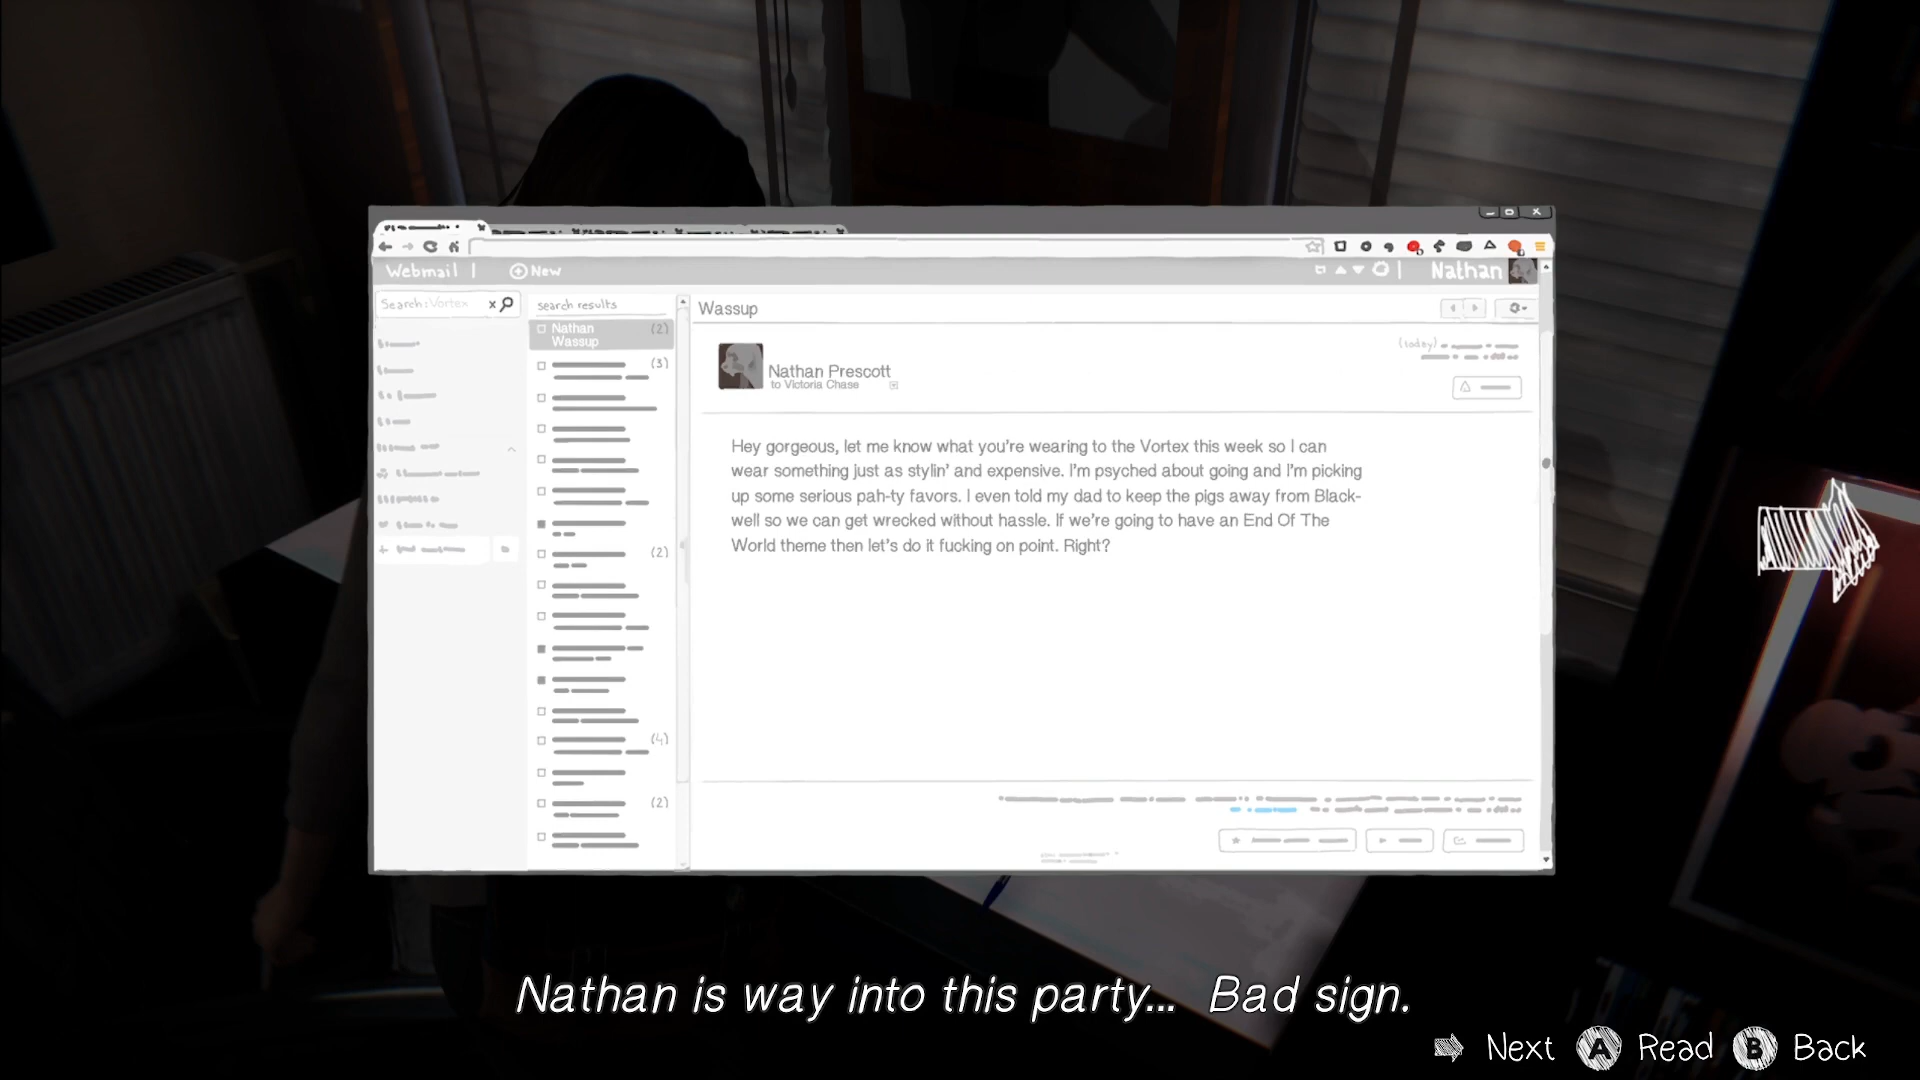 Webmail |
New
Nathan
Search: Vortex x
search results
Nathan (2)
Wassup
(3)
(2)
(4)
(2)
Wassup
(today)
Nathan Prescott
to Victoria Chase
Hey gorgeous, let me know what you're wearing to the Vortex this week so I can
wear something just as stylin' and expensive. I'm psyched about going and I'm picking
up some serious pah-ty favors. I even told my dad to keep the pigs away from Black-
well so we can get wrecked without hassle. If we're going to have an End Of The
World theme then let's do it fucking on point. Right?
Nathan is way into this party... Bad sign.
Next A Read B Back